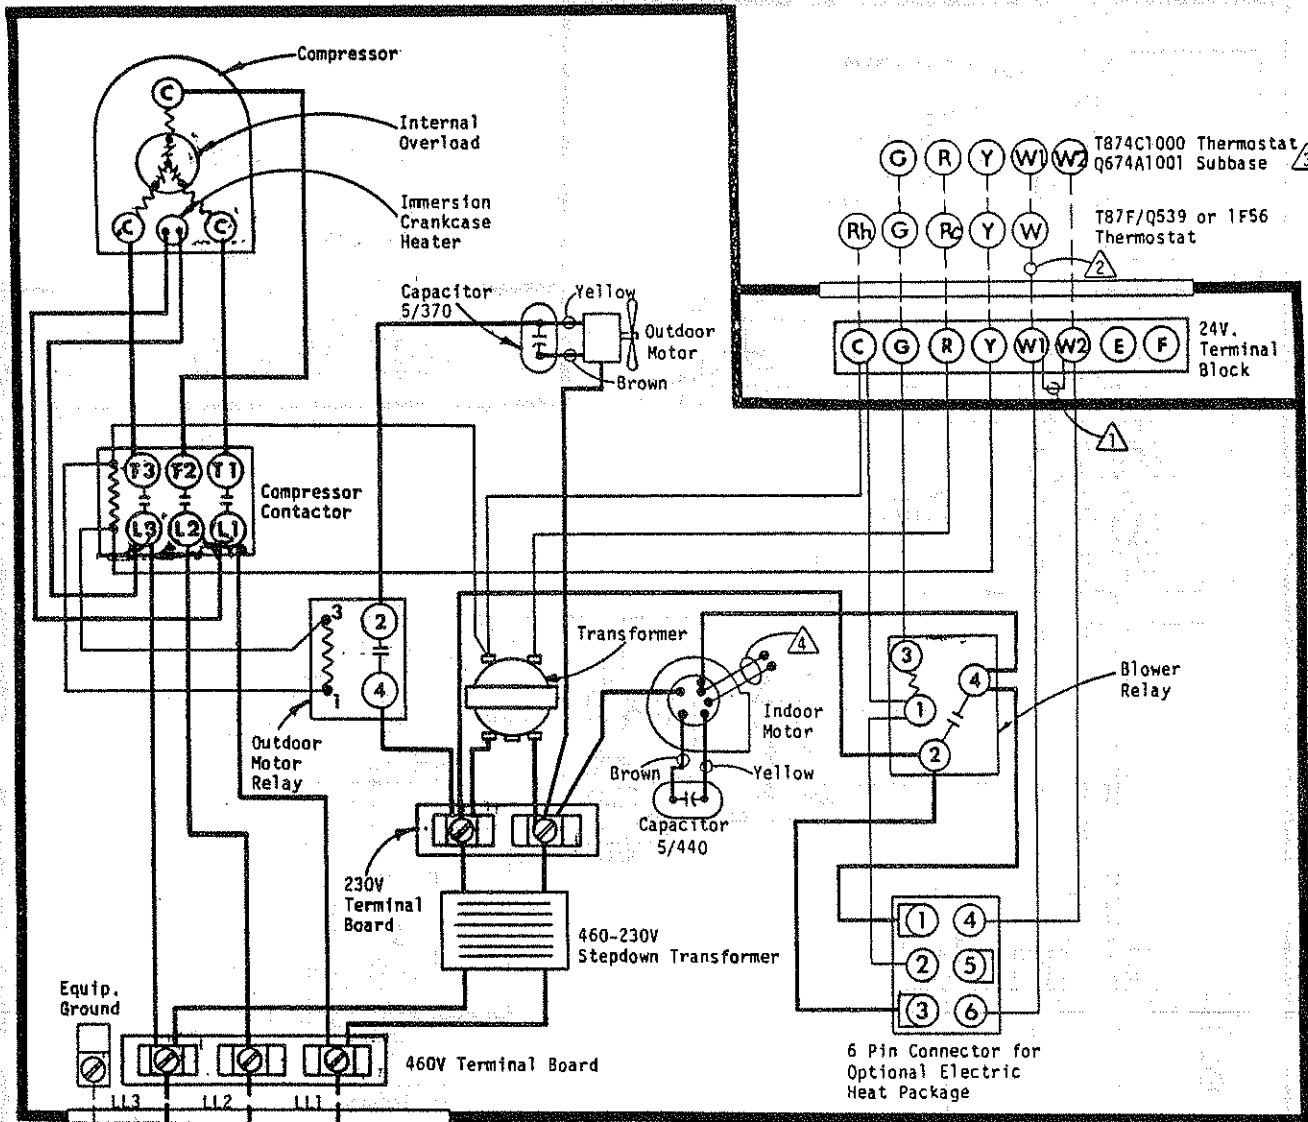 Compressor
C
Internal
Overload
C
C
Immersion
Crankcase
Heater
G R Y W1 W2
T874C1000 Thermostat
Q674A1001 Subbase
3
Rh G Rc Y W
T87F/Q539 or 1F56
Thermostat
2
Capacitor
5/370
Yellow
Outdoor
Motor
Brown
C G R Y W1 W2 E F
24V.
Terminal
Block
1
T3 T2 T1
L3 L2 L1
Compressor
Contactor
3
1
2
4
Outdoor
Motor
Relay
Transformer
4
Indoor
Motor
Brown
Yellow
Capacitor
5/440
3
4
1
2
Blower
Relay
230V
Terminal
Board
460-230V
Stepdown Transformer
1 4
2 5
3 6
6 Pin Connector for
Optional Electric
Heat Package
Equip.
Ground
460V Terminal Board
LL3 LL2 LL1